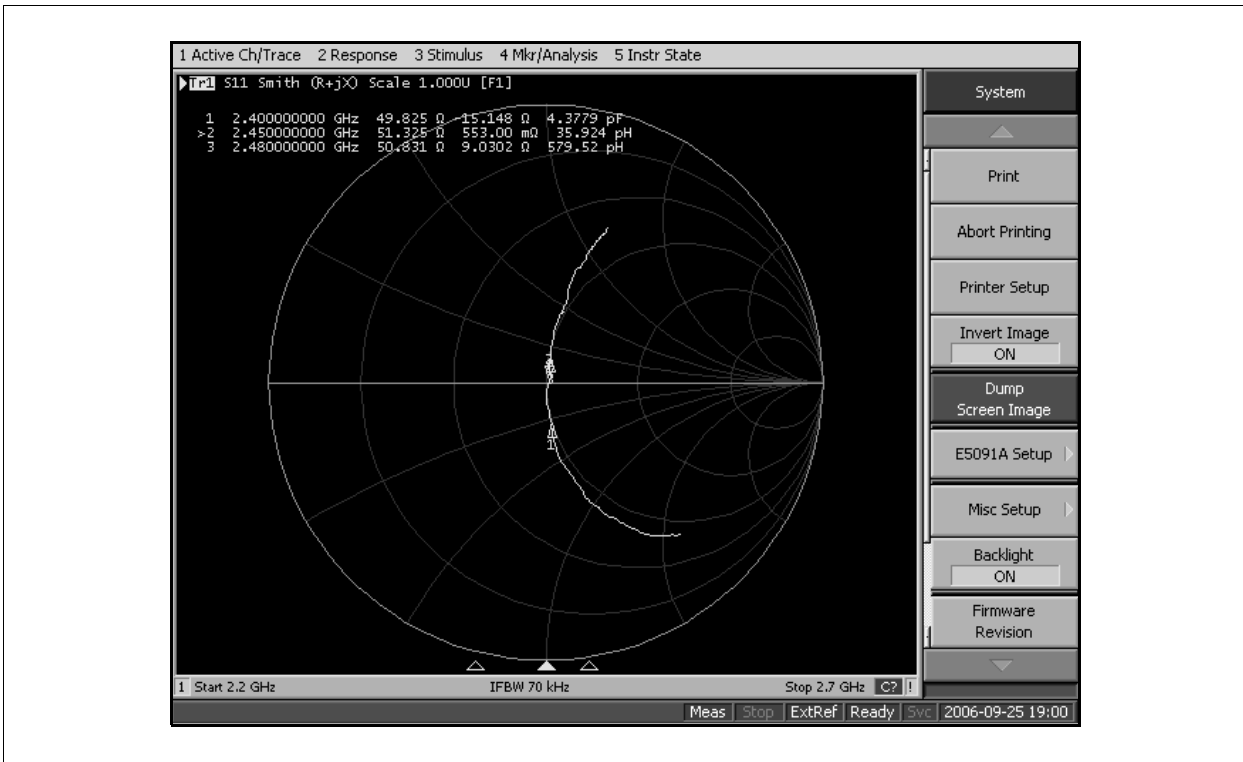 1 Active Ch/Trace 2 Response 3 Stimulus 4 Mkr/Analysis 5 Instr State
Tr1 S11 Smith (R+jX) Scale 1.000U [F1]
1 2.400000000 GHz 49.825 Ω -15.148 Ω 4.3779 pF
>2 2.450000000 GHz 51.325 Ω 553.00 mΩ 35.924 pH
3 2.480000000 GHz 50.831 Ω 9.0302 Ω 579.52 pH
1
1 Start 2.2 GHz IFBW 70 kHz Stop 2.7 GHz C? !
Meas Stop ExtRef Ready Svc 2006-09-25 19:00
System
Print
Abort Printing
Printer Setup
Invert Image
ON
Dump
Screen Image
E5091A Setup
Misc Setup
Backlight
ON
Firmware
Revision